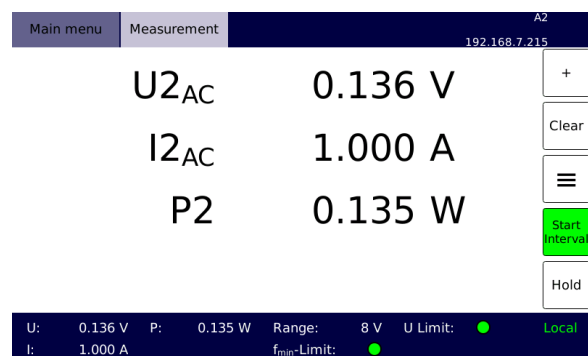 Main menu Measurement A2
192.168.7.215
U2AC 0.136 V
I2AC 1.000 A
P2 0.135 W
+
Clear
☰
Start
Interval
Hold
U: 0.136 V P: 0.135 W Range: 8 V U Limit: Local
I: 1.000 A fmin-Limit: